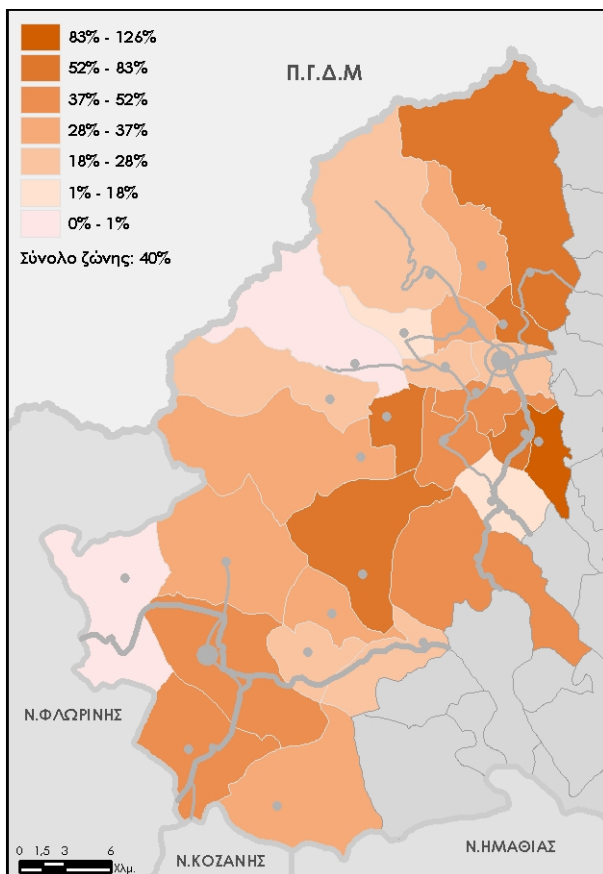 83% - 126%
52% - 83%
37% - 52%
28% - 37%
18% - 28%
1% - 18%
0% - 1%
Σύνολο ζώνης: 40%
Π.Γ.Δ.Μ
Ν.ΦΛΩΡΙΝΗΣ
Ν.ΚΟΖΑΝΗΣ
Ν.ΗΜΑΘΙΑΣ
0 1,5 3 6
Χλμ.